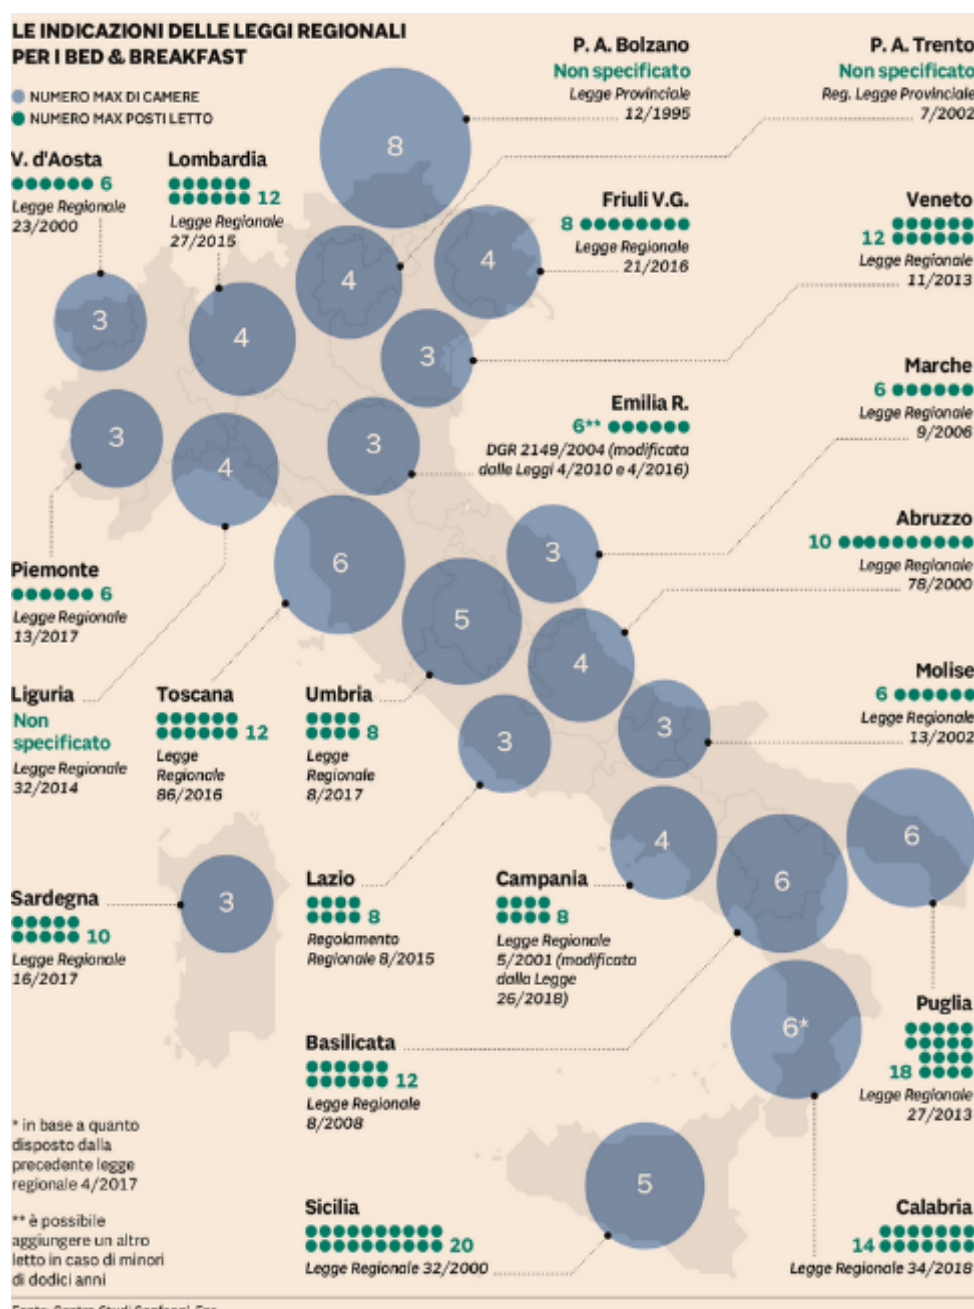 LE INDICAZIONI DELLE LEGGI REGIONALI
PER I BED & BREAKFAST
NUMERO MAX DI CAMERE
NUMERO MAX POSTI LETTO
P. A. Bolzano
Non specificato
Legge Provinciale
12/1995
8
P. A. Trento
Non specificato
Reg. Legge Provinciale
7/2002
4
V. d'Aosta
6
Legge Regionale
23/2000
3
Lombardia
12
Legge Regionale
27/2015
4
Friuli V.G.
8
Legge Regionale
21/2016
4
Veneto
12
Legge Regionale
11/2013
3
Marche
6
Legge Regionale
9/2006
3
Emilia R.
6**
DGR 2149/2004 (modificata
dalle Leggi 4/2010 e 4/2016)
3
Abruzzo
10
Legge Regionale
78/2000
4
Piemonte
6
Legge Regionale
13/2017
3
Liguria
Non
specificato
Legge Regionale
32/2014
4
Toscana
12
Legge
Regionale
86/2016
6
Umbria
8
Legge
Regionale
8/2017
5
Molise
6
Legge Regionale
13/2002
3
Sardegna
10
Legge Regionale
16/2017
3
Lazio
8
Regolamento
Regionale 8/2015
3
Campania
8
Legge Regionale
5/2001 (modificata
dalla Legge
26/2018)
4
Basilicata
12
Legge Regionale
8/2008
6
Puglia
18
Legge Regionale
27/2013
6
Sicilia
20
Legge Regionale 32/2000
5
Calabria
14
Legge Regionale 34/2018
6*
* in base a quanto
disposto dalla
precedente legge
regionale 4/2017
** è possibile
aggiungere un altro
letto in caso di minori
di dodici anni